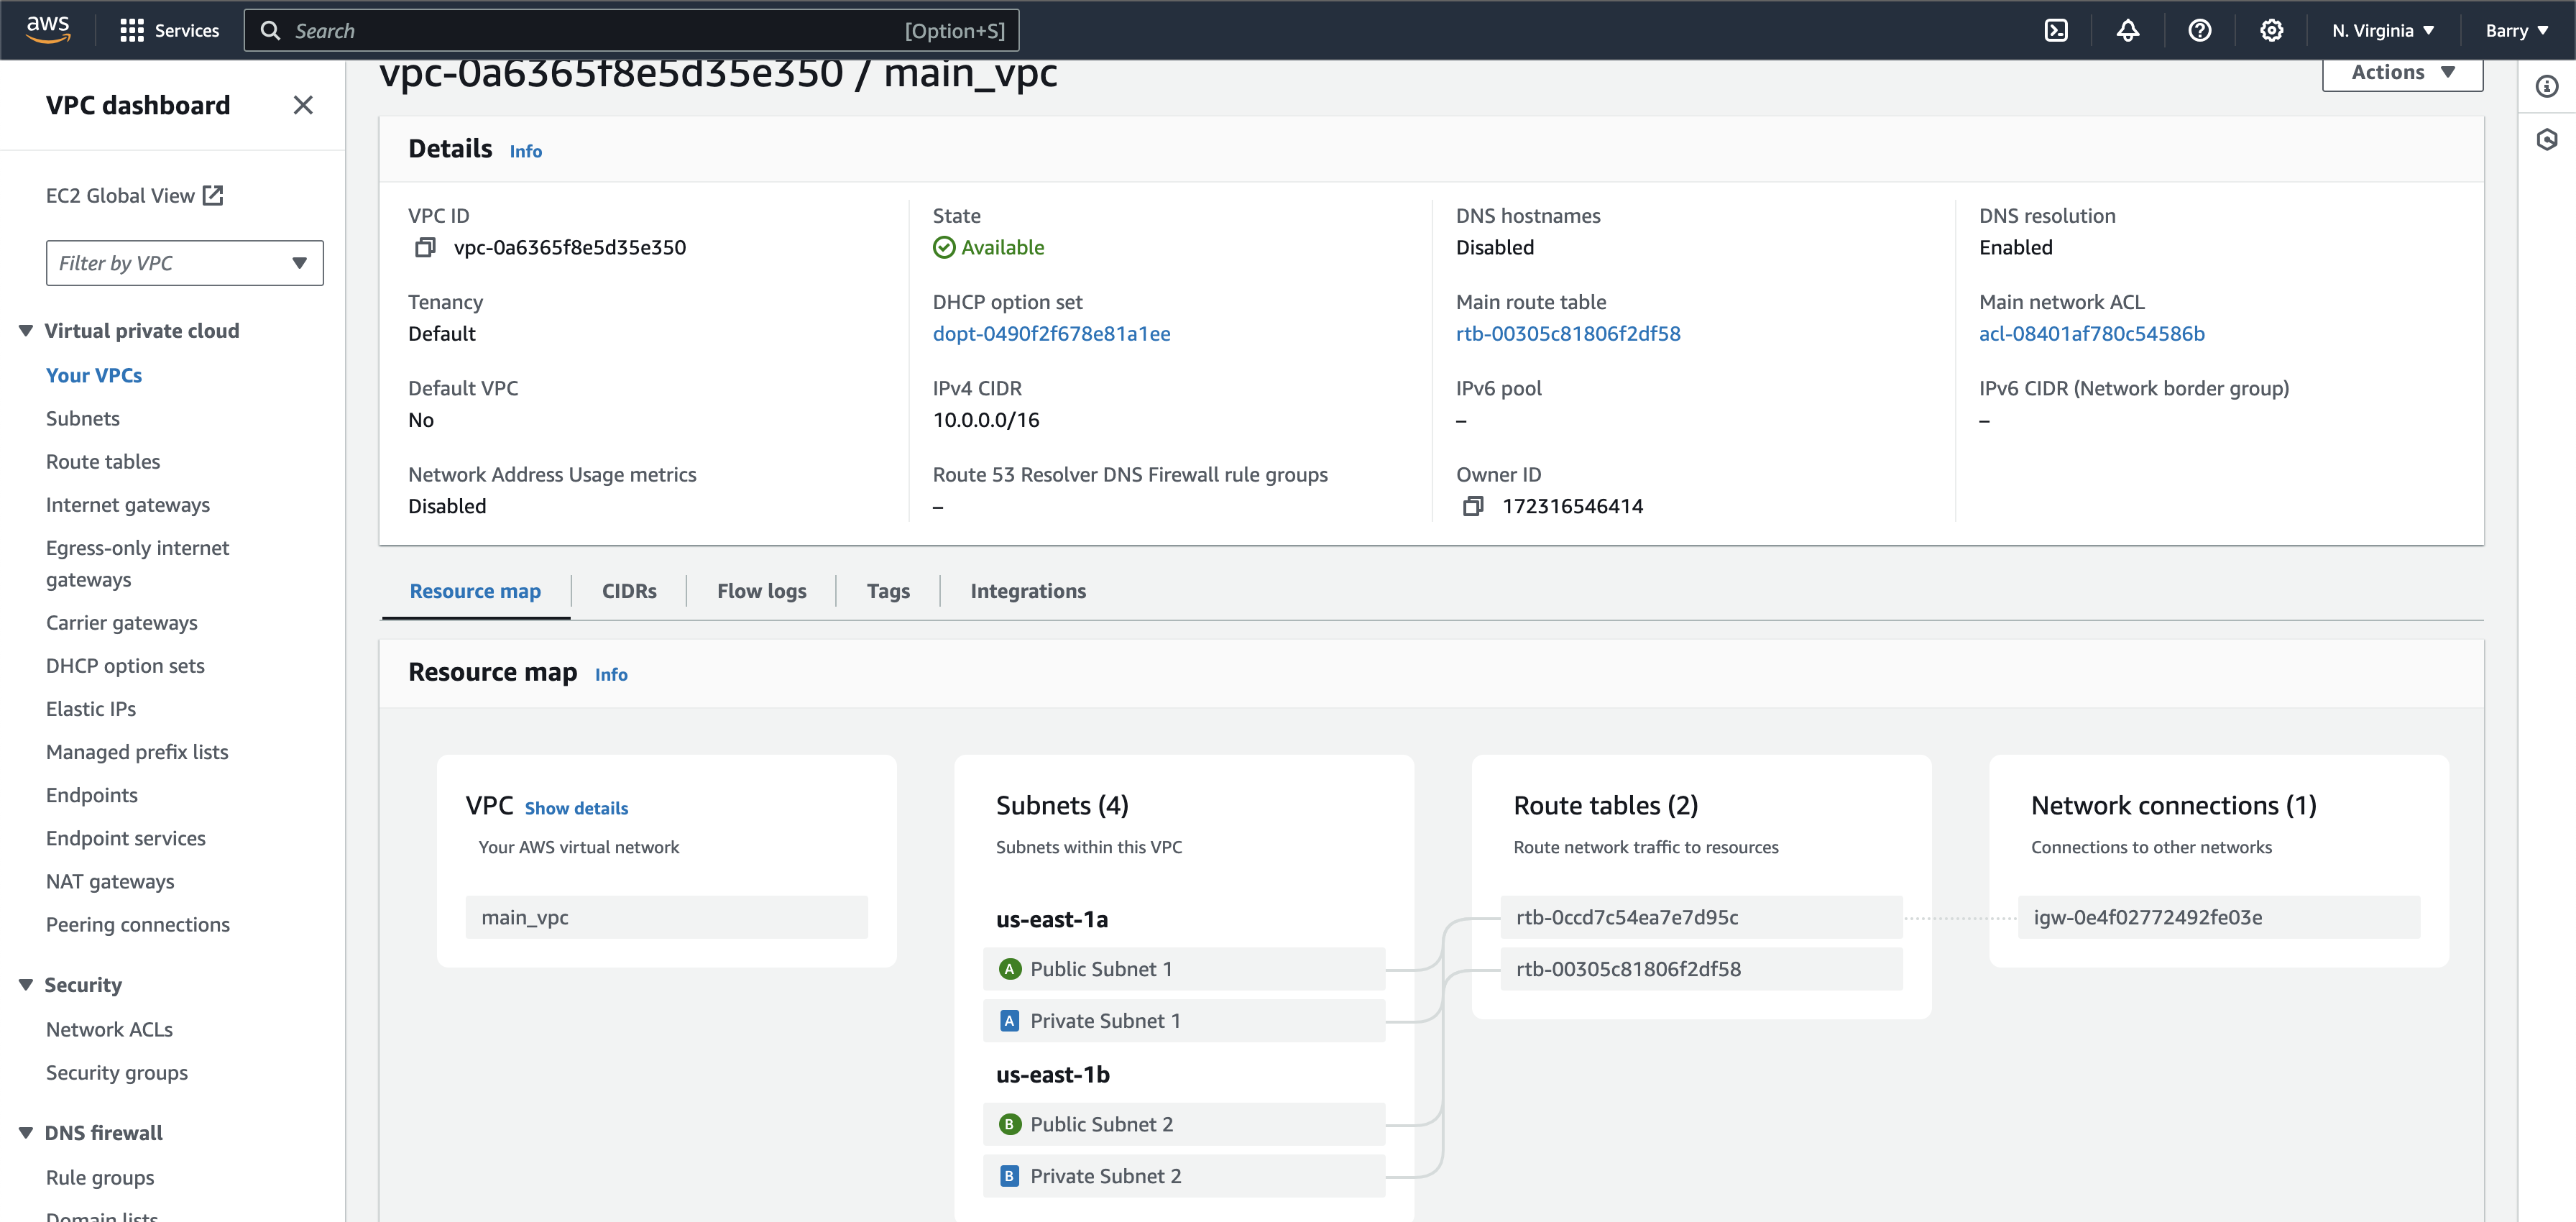 aws
Services
Search
[Option+S]
N. Virginia
Barry
VPC dashboard
EC2 Global View
Filter by VPC
Virtual private cloud
Your VPCs
Subnets
Route tables
Internet gateways
Egress-only internet
gateways
Carrier gateways
DHCP option sets
Elastic IPs
Managed prefix lists
Endpoints
Endpoint services
NAT gateways
Peering connections
Security
Network ACLs
Security groups
DNS firewall
Rule groups
Domain lists
vpc-0a6365f8e5d35e350 / main_vpc
Actions
Details Info
VPC ID
vpc-0a6365f8e5d35e350
State
Available
DNS hostnames
Disabled
DNS resolution
Enabled
Tenancy
Default
DHCP option set
dopt-0490f2f678e81a1ee
Main route table
rtb-00305c81806f2df58
Main network ACL
acl-08401af780c54586b
Default VPC
No
IPv4 CIDR
10.0.0.0/16
IPv6 pool
–
IPv6 CIDR (Network border group)
–
Network Address Usage metrics
Disabled
Route 53 Resolver DNS Firewall rule groups
–
Owner ID
172316546414
Resource map
CIDRs
Flow logs
Tags
Integrations
Resource map Info
VPC Show details
Your AWS virtual network
main_vpc
Subnets (4)
Subnets within this VPC
us-east-1a
A Public Subnet 1
A Private Subnet 1
us-east-1b
B Public Subnet 2
B Private Subnet 2
Route tables (2)
Route network traffic to resources
rtb-0ccd7c54ea7e7d95c
rtb-00305c81806f2df58
Network connections (1)
Connections to other networks
igw-0e4f02772492fe03e